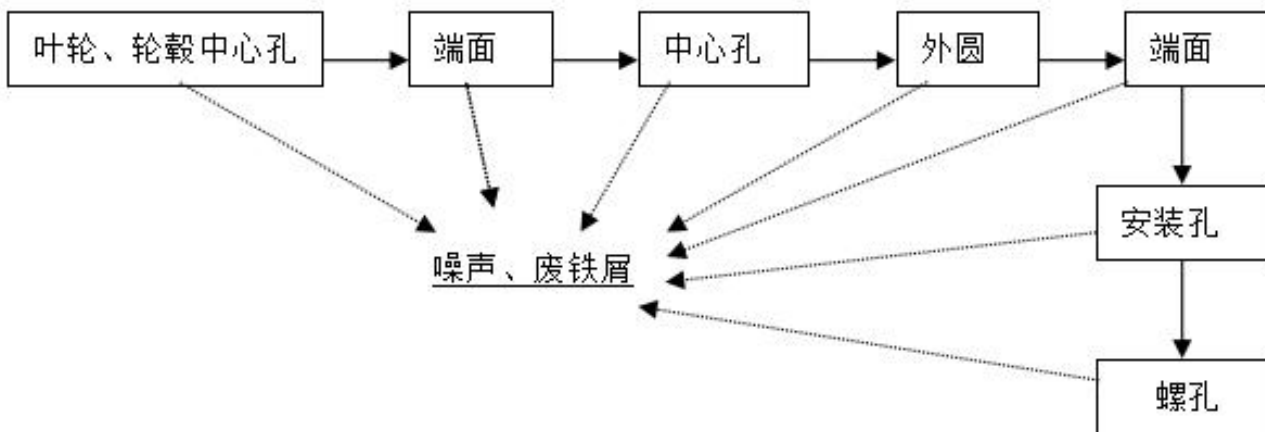 叶轮、轮毂中心孔
端面
中心孔
外圆
端面
安装孔
噪声、废铁屑
螺孔